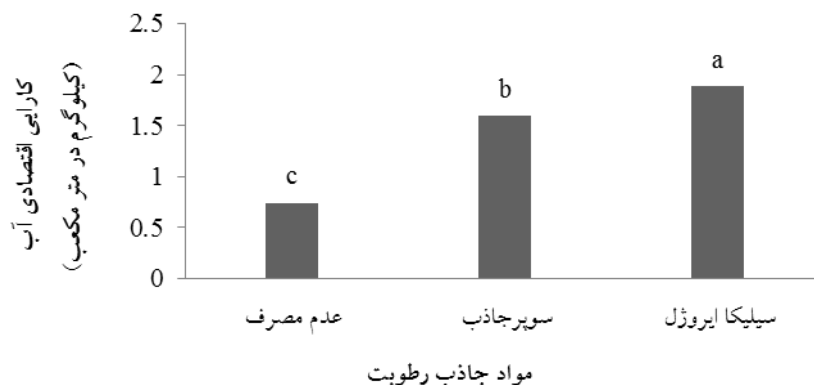 2.5
2
1.5
1
0.5
0
کارایی اقتصادی آب
(کیلوگرم در متر مکعب)
c
b
a
عدم مصرف
سوپرجاذب
سیلیکا ایروژل
مواد جاذب رطوبت